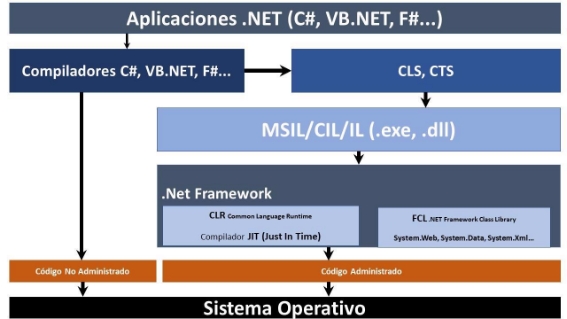 Aplicaciones .NET (C#, VB.NET, F#...)
Compiladores C#, VB.NET, F#...
CLS, CTS
MSIL/CIL/IL (.exe, .dll)
.Net Framework
CLR Common Language Runtime
Compilador JIT (Just In Time)
FCL .NET Framework Class Library
System.Web, System.Data, System.Xml...
Código No Administrado
Código Administrado
Sistema Operativo